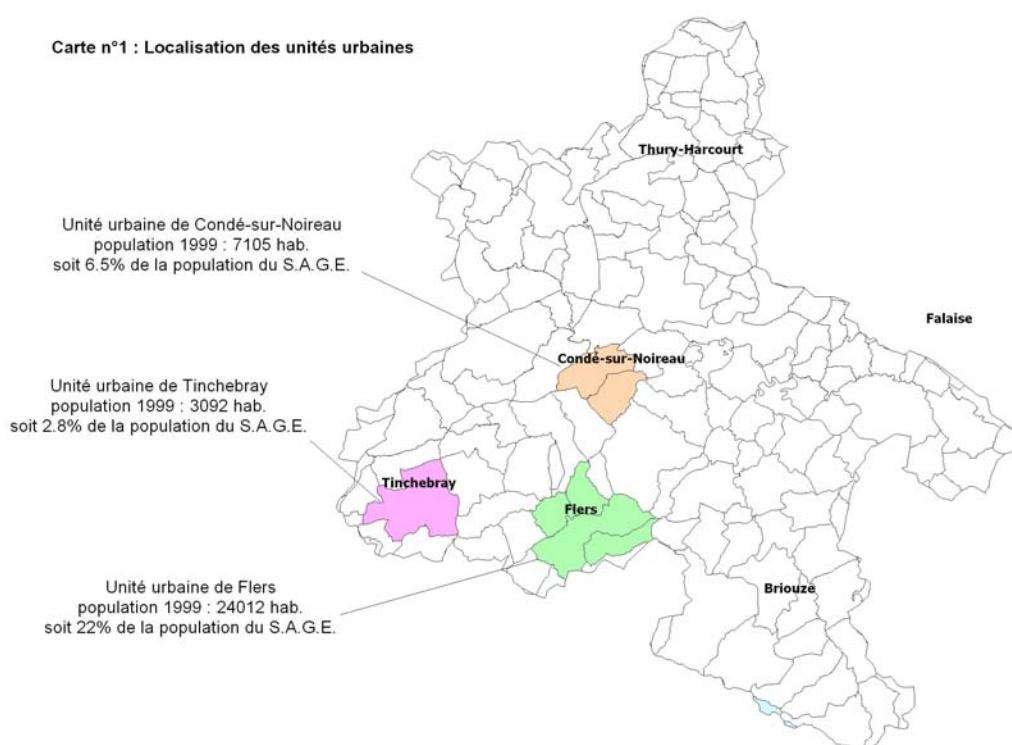 Carte n°1 : Localisation des unités urbaines
Thury-Harcourt
Unité urbaine de Condé-sur-Noireau
population 1999 : 7105 hab.
soit 6.5% de la population du S.A.G.E.
Falaise
Condé-sur-Noireau
Unité urbaine de Tinchebray
population 1999 : 3092 hab.
soit 2.8% de la population du S.A.G.E.
Tinchebray
Flers
Unité urbaine de Flers
population 1999 : 24012 hab.
soit 22% de la population du S.A.G.E.
Briouze